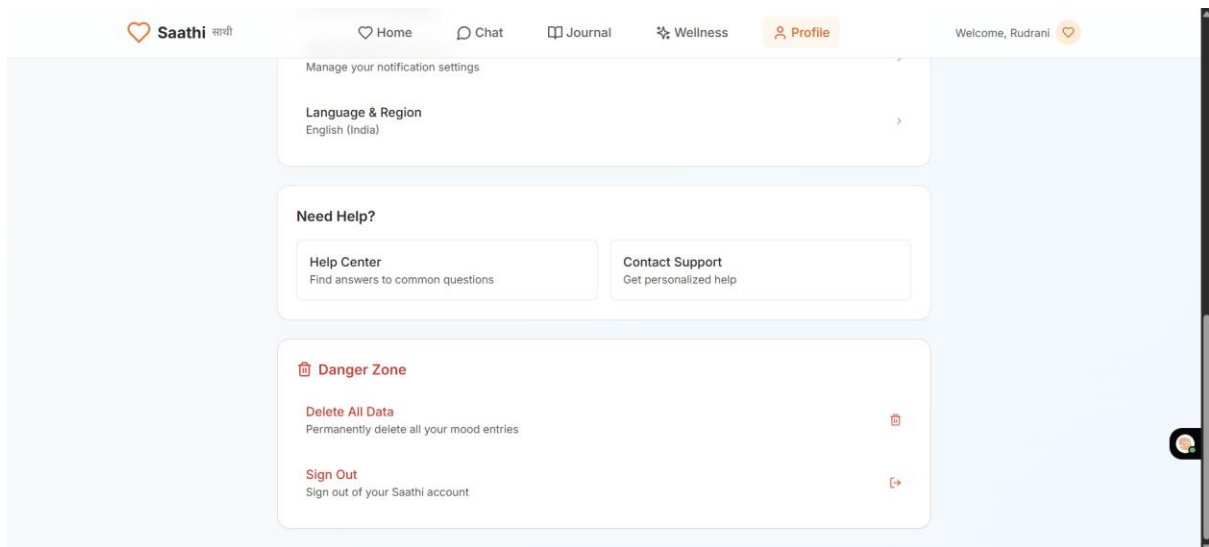 Saathi साथी
Home
Chat
Journal
Wellness
Profile
Welcome, Rudrani
Manage your notification settings
Language & Region
English (India)
Need Help?
Help Center
Find answers to common questions
Contact Support
Get personalized help
Danger Zone
Delete All Data
Permanently delete all your mood entries
Sign Out
Sign out of your Saathi account